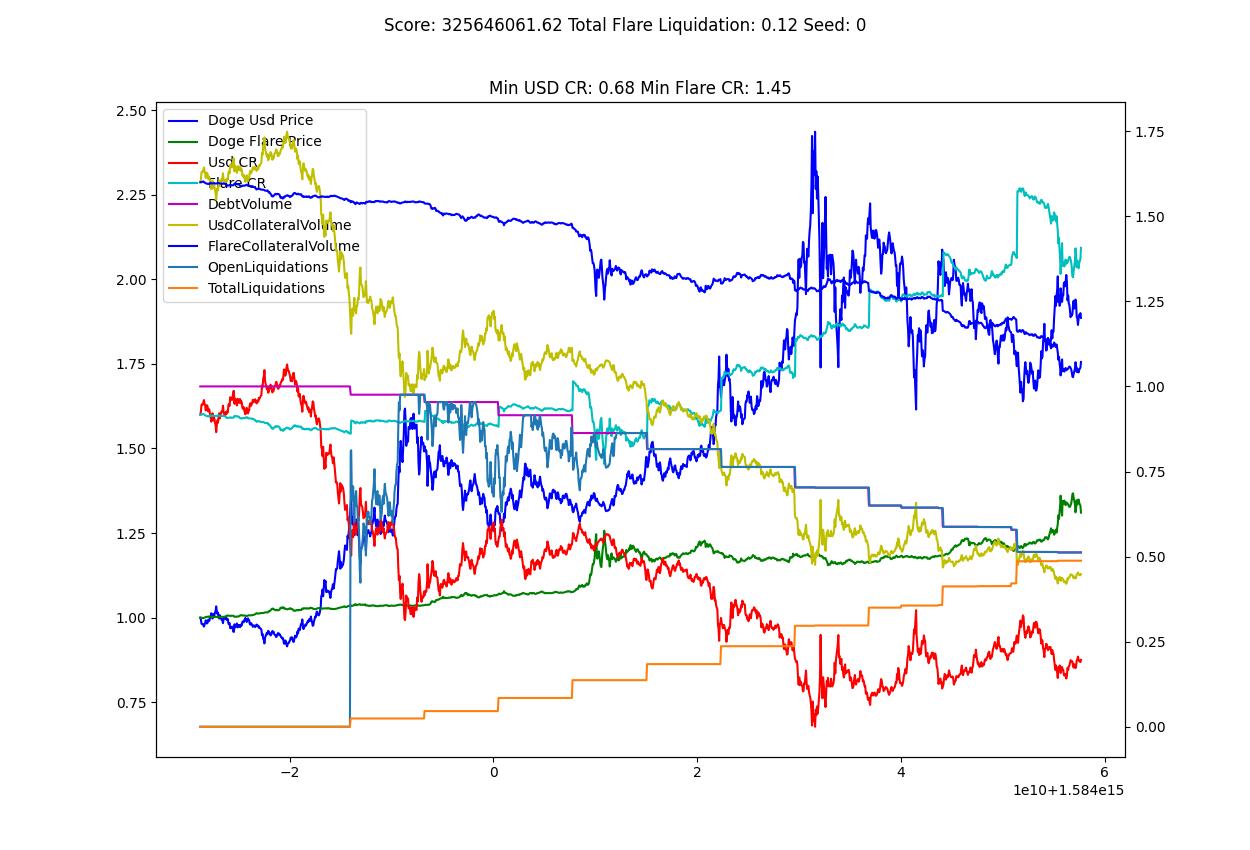 Score: 325646061.62 Total Flare Liquidation: 0.12 Seed: 0
Min USD CR: 0.68 Min Flare CR: 1.45
2.50
2.25
2.00
1.75
1.50
1.25
1.00
0.75
Doge Usd Price
Doge Flare Price
Usd CR
Flare CR
DebtVolume
UsdCollateralVolume
FlareCollateralVolume
OpenLiquidations
TotalLiquidations
1.75
1.50
1.25
1.00
0.75
0.50
0.25
0.00
−2 0 2 4 6
1e10+1.584e15